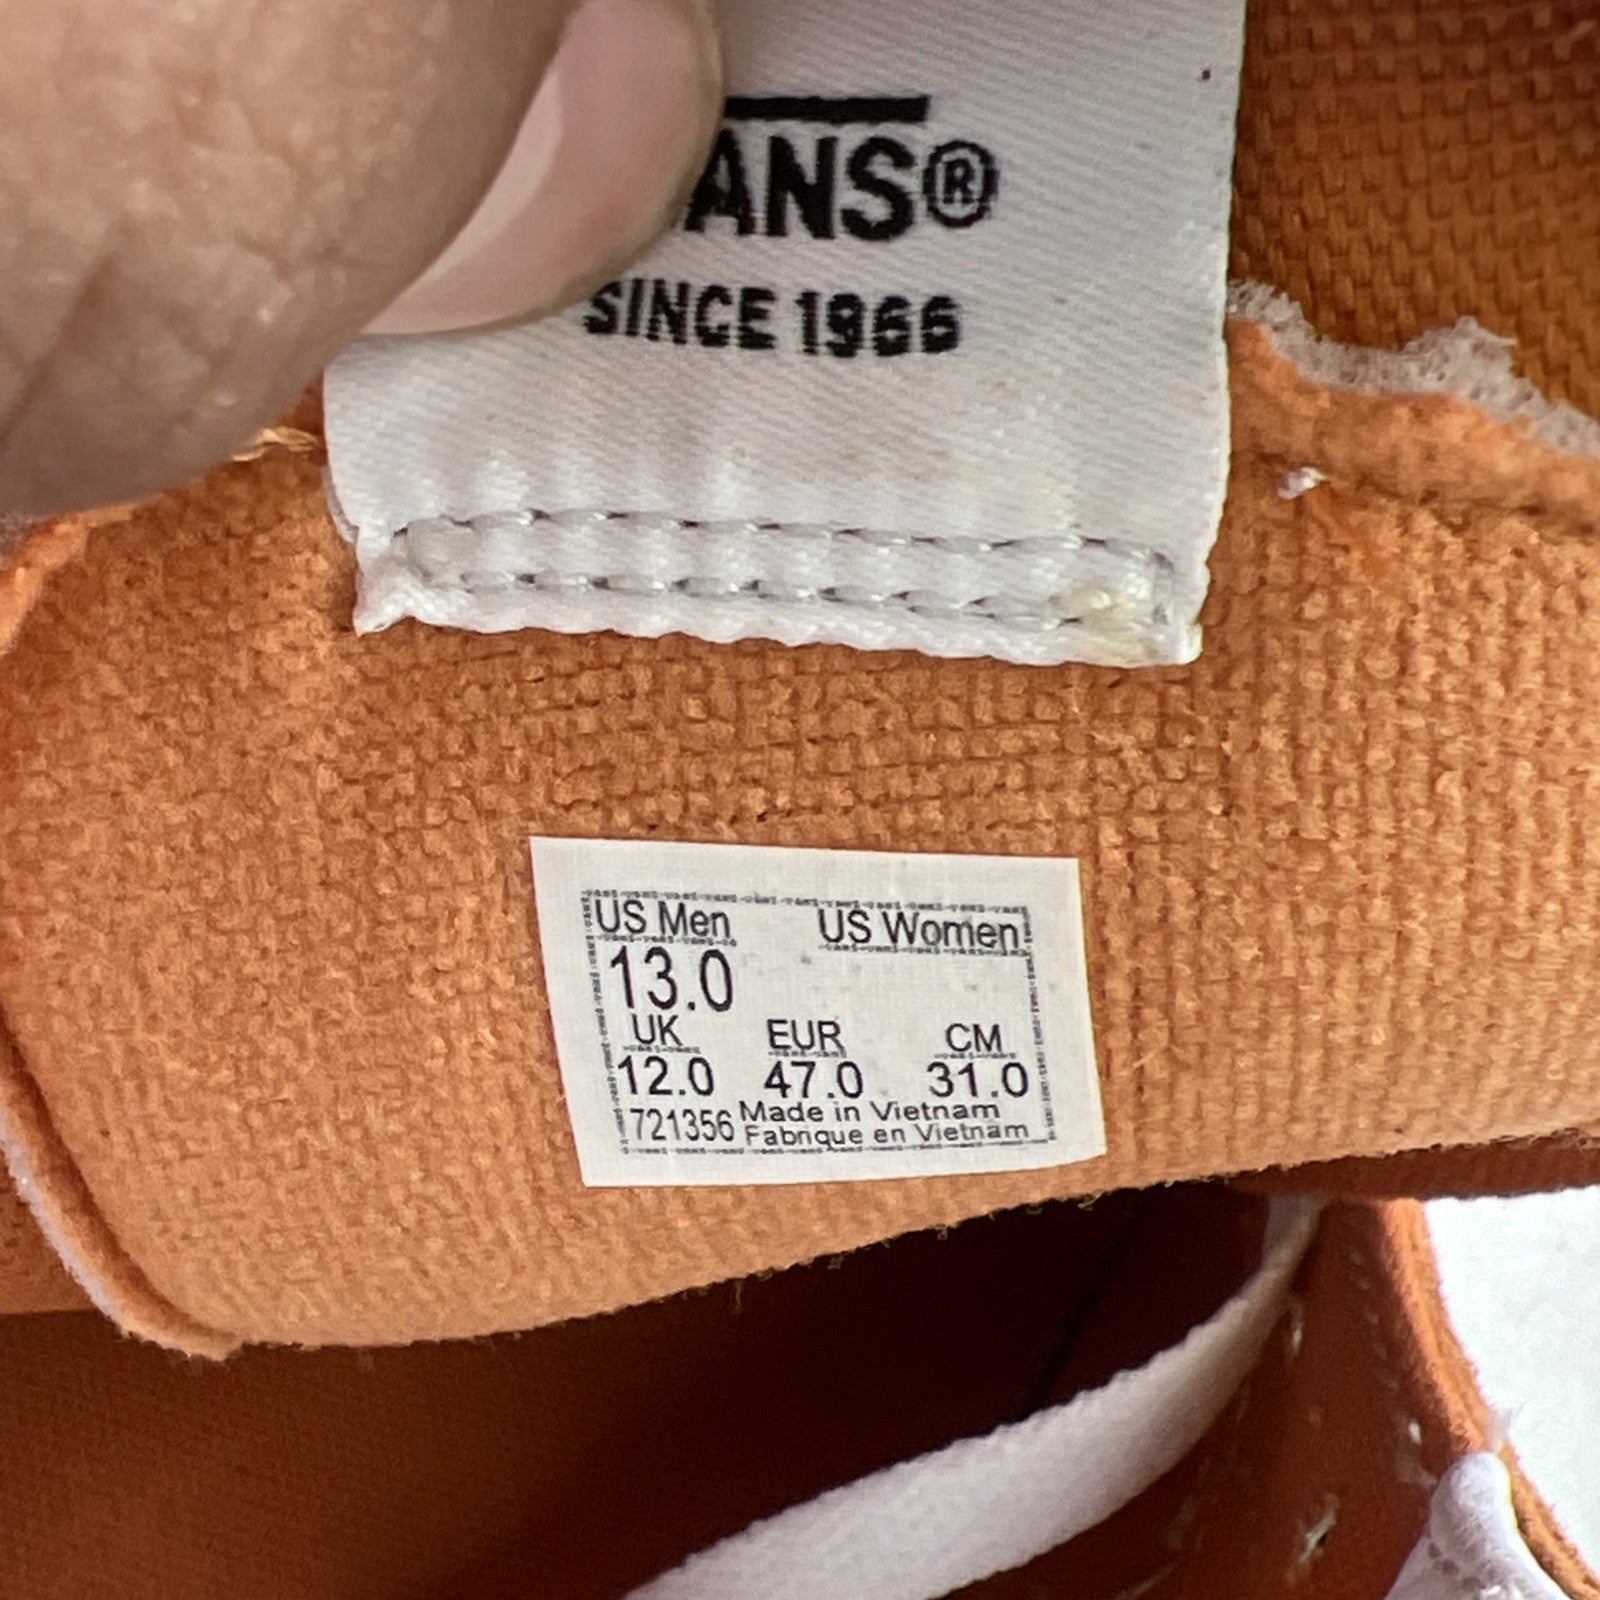 VANS®
SINCE 1966
US Men US Women
13.0
UK EUR CM
12.0 47.0 31.0
721356 Made in Vietnam
Fabrique en Vietnam